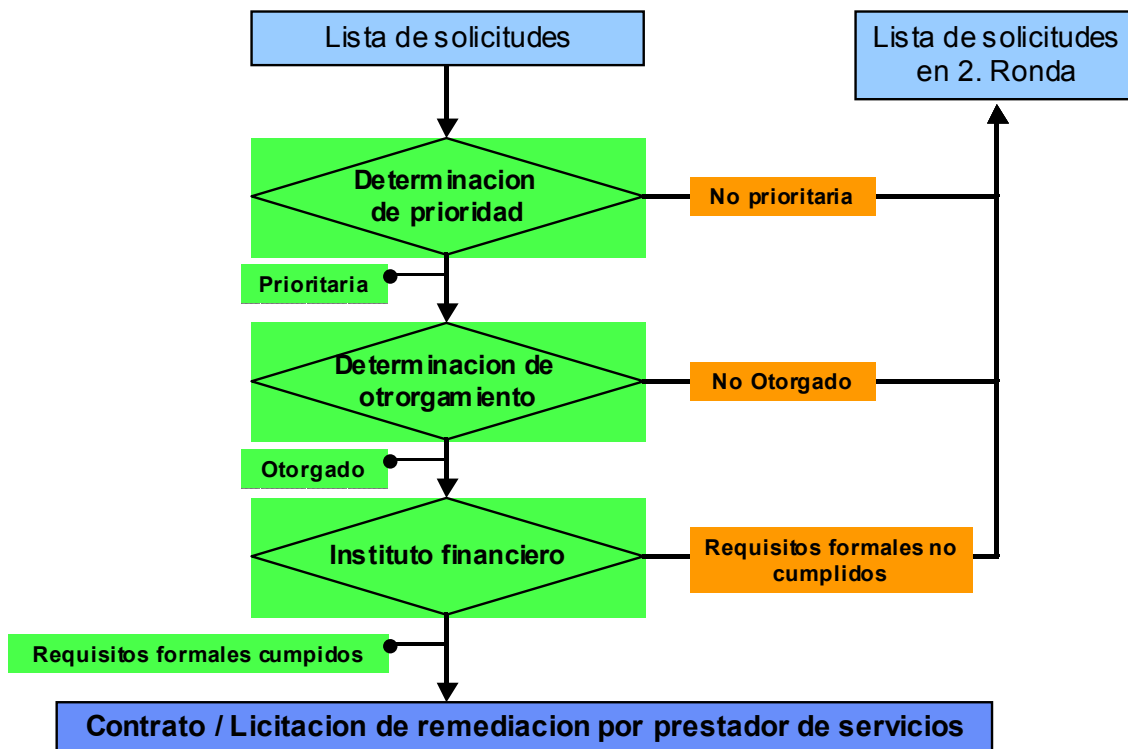 Lista de solicitudes
Lista de solicitudes
en 2. Ronda
Determinacion
de prioridad
No prioritaria
Prioritaria
Determinacion de
otrorgamiento
No Otorgado
Otorgado
Instituto financiero
Requisitos formales no
cumplidos
Requisitos formales cumpidos
Contrato / Licitacion de remediacion por prestador de servicios